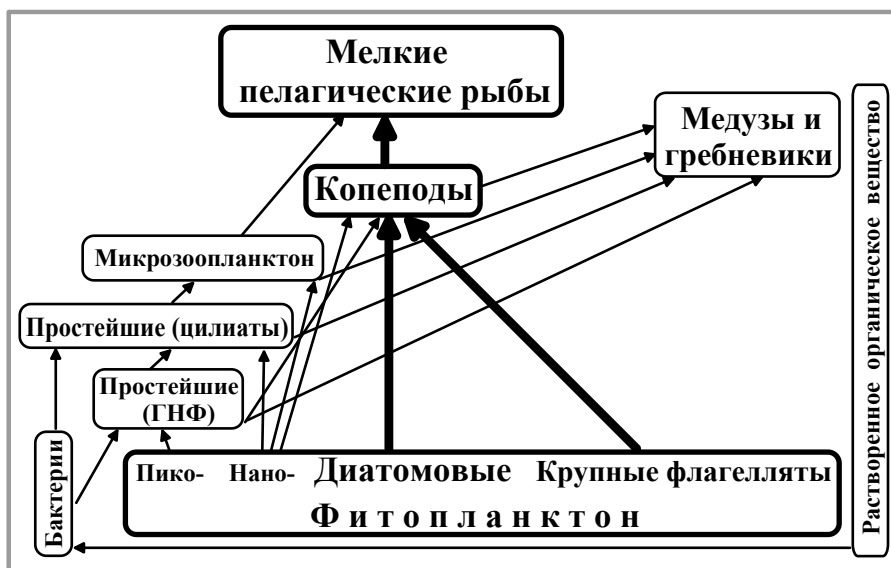 Мелкие
пелагические рыбы
Медузы и
гребневики
Растворенное органическое вещество
Копеподы
Микрозоопланктон
Простейшие (цилиаты)
Простейшие
(ГНФ)
Бактерии
Пико- Нано- Диатомовые Крупные флагелляты
Фитопланктон